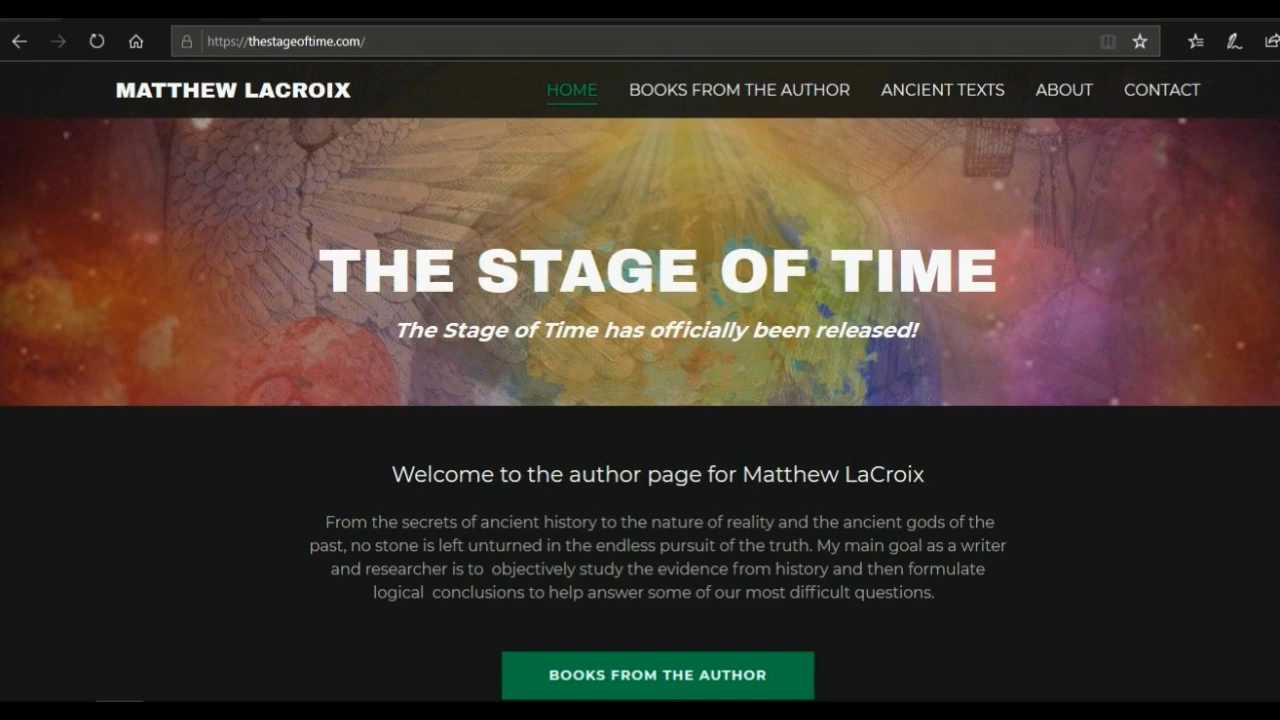 https://thestageoftime.com/
MATTHEW LACROIX
HOME BOOKS FROM THE AUTHOR ANCIENT TEXTS ABOUT CONTACT
THE STAGE OF TIME
The Stage of Time has officially been released!
Welcome to the author page for Matthew LaCroix
From the secrets of ancient history to the nature of reality and the ancient gods of the
past, no stone is left unturned in the endless pursuit of the truth. My main goal as a writer
and researcher is to objectively study the evidence from history and then formulate
logical conclusions to help answer some of our most difficult questions.
BOOKS FROM THE AUTHOR